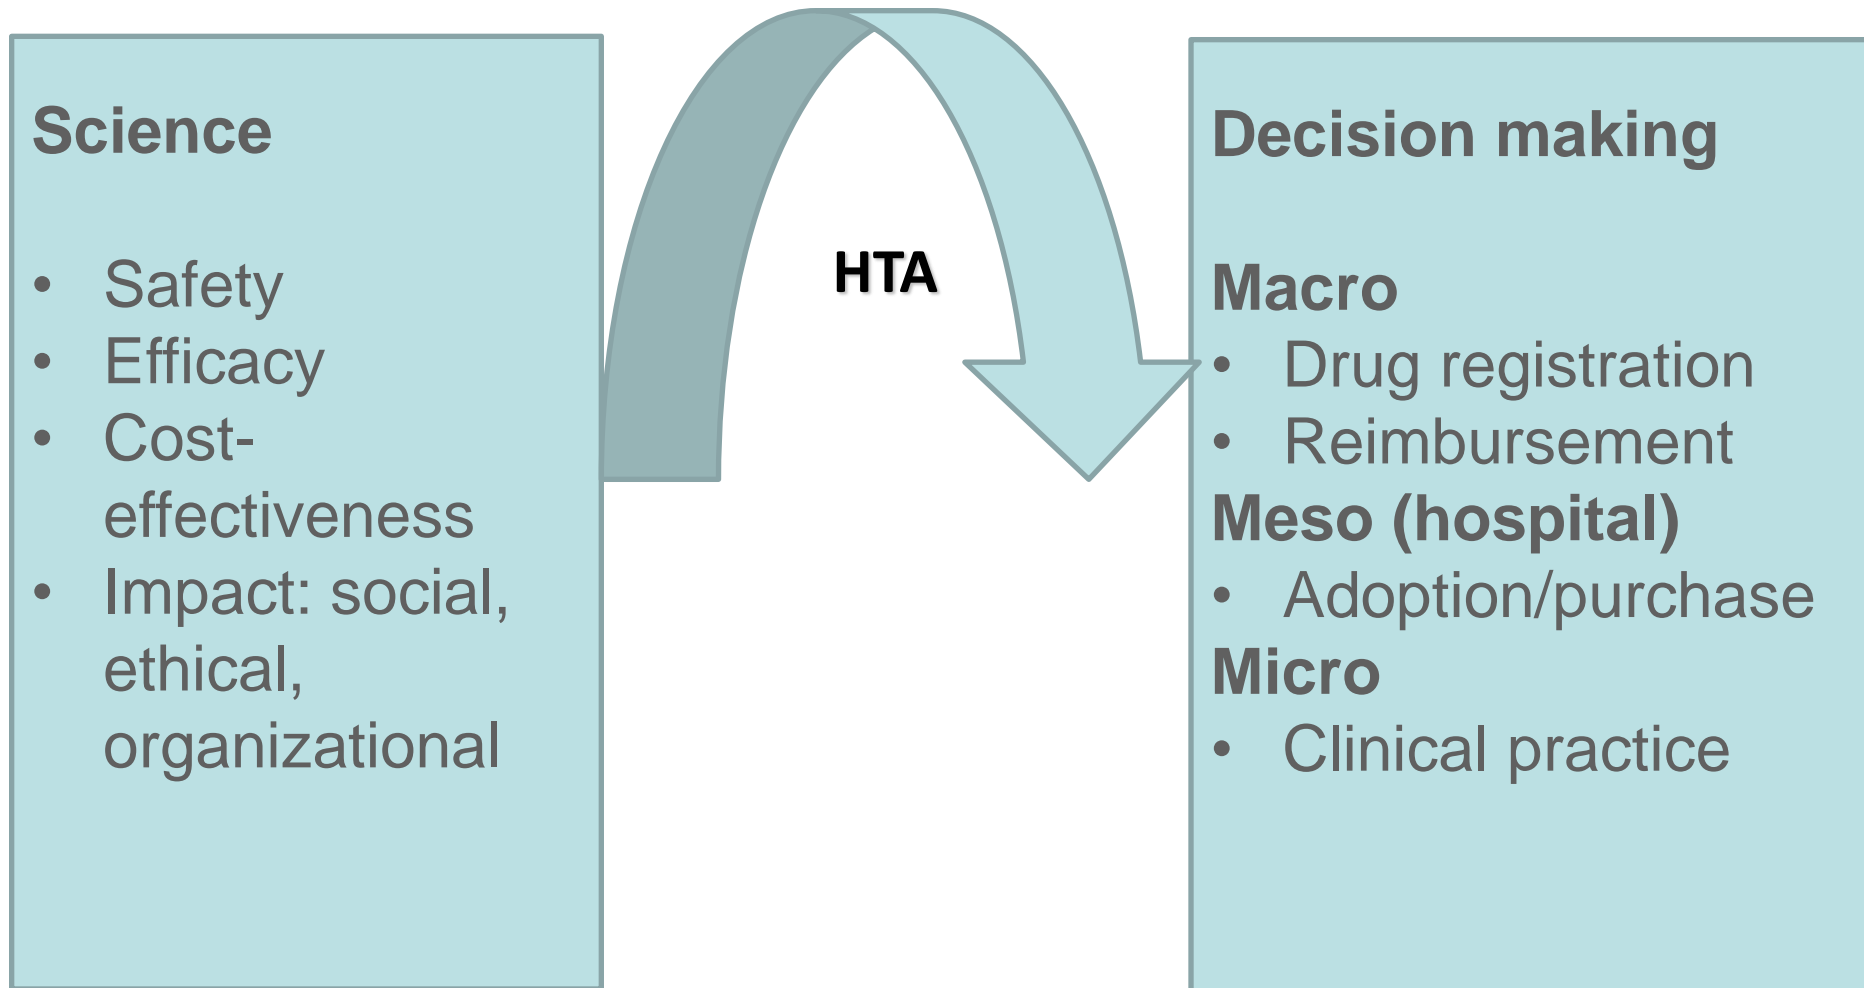 Science
• Safety
• Efficacy
• Cost-
effectiveness
• Impact: social,
ethical,
organizational
HTA
Decision making
Macro
• Drug registration
• Reimbursement
Meso (hospital)
• Adoption/purchase
Micro
• Clinical practice